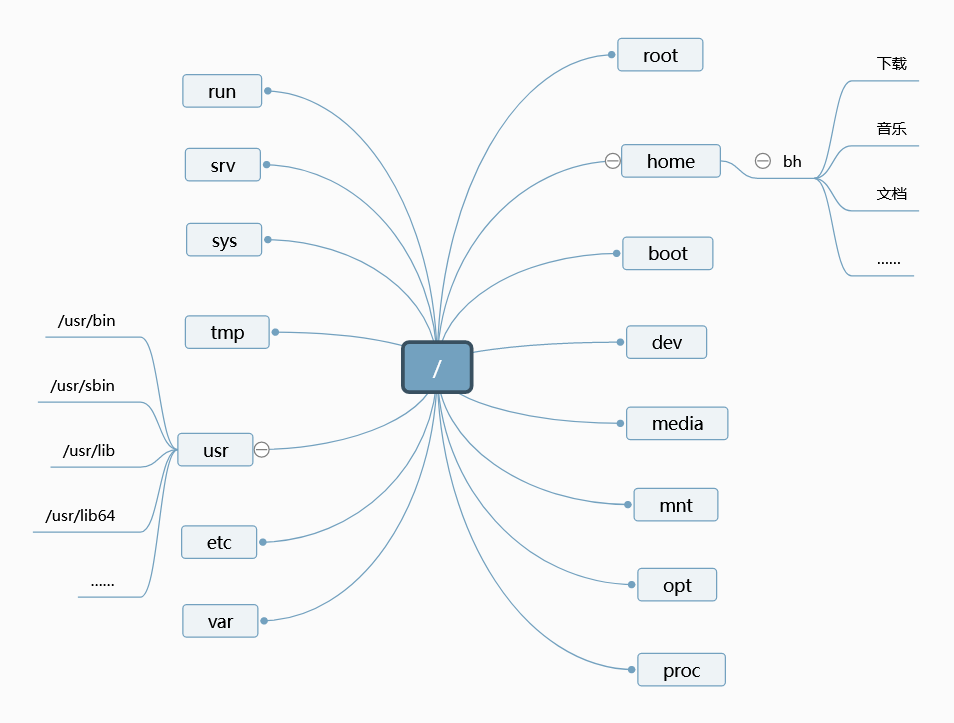 /
root
home
bh
下载
音乐
文档
......
boot
dev
media
mnt
opt
proc
run
srv
sys
tmp
usr
/usr/bin
/usr/sbin
/usr/lib
/usr/lib64
......
etc
var